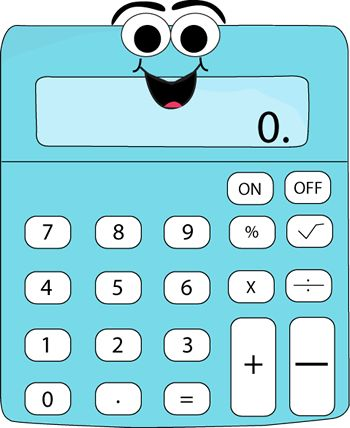 0.
ON OFF
7 8 9 % √
4 5 6 X ÷
1 2 3 + —
0 . =